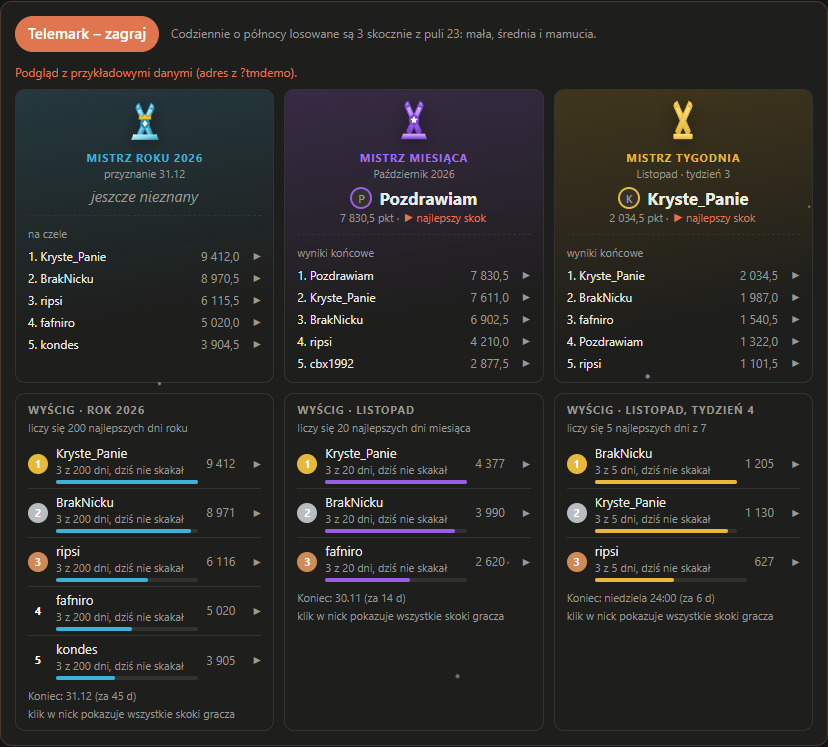 Telemark – zagraj
Codziennie o północy losowane są 3 skocznie z puli 23: mała, średnia i mamucia.
Podgląd z przykładowymi danymi (adres z ?tmdemo).
MISTRZ ROKU 2026
przyznanie 31.12
jeszcze nieznany
na czele
1. Kryste_Panie 9 412,0 ▶
2. BrakNicku 8 970,5 ▶
3. ripsi 6 115,5 ▶
4. fafniro 5 020,0 ▶
5. kondes 3 904,5 ▶
MISTRZ MIESIĄCA
Październik 2026
P Pozdrawiam
7 830,5 pkt · ▶ najlepszy skok
wyniki końcowe
1. Pozdrawiam 7 830,5 ▶
2. Kryste_Panie 7 611,0 ▶
3. BrakNicku 6 902,5 ▶
4. ripsi 4 210,0 ▶
5. cbx1992 2 877,5 ▶
MISTRZ TYGODNIA
Listopad · tydzień 3
K Kryste_Panie
2 034,5 pkt · ▶ najlepszy skok
wyniki końcowe
1. Kryste_Panie 2 034,5 ▶
2. BrakNicku 1 987,0 ▶
3. fafniro 1 540,5 ▶
4. Pozdrawiam 1 322,0 ▶
5. ripsi 1 101,5 ▶
WYŚCIG · ROK 2026
liczy się 200 najlepszych dni roku
1 Kryste_Panie 9 412 ▶
3 z 200 dni, dziś nie skakał
2 BrakNicku 8 971 ▶
3 z 200 dni, dziś nie skakał
3 ripsi 6 116 ▶
3 z 200 dni, dziś nie skakał
4 fafniro 5 020 ▶
3 z 200 dni, dziś nie skakał
5 kondes 3 905 ▶
3 z 200 dni, dziś nie skakał
Koniec: 31.12 (za 45 d)
klik w nick pokazuje wszystkie skoki gracza
WYŚCIG · LISTOPAD
liczy się 20 najlepszych dni miesiąca
1 Kryste_Panie 4 377 ▶
3 z 20 dni, dziś nie skakał
2 BrakNicku 3 990 ▶
3 z 20 dni, dziś nie skakał
3 fafniro 2 620 ▶
3 z 20 dni, dziś nie skakał
Koniec: 30.11 (za 14 d)
klik w nick pokazuje wszystkie skoki gracza
WYŚCIG · LISTOPAD, TYDZIEŃ 4
liczy się 5 najlepszych dni z 7
1 BrakNicku 1 205 ▶
3 z 5 dni, dziś nie skakał
2 Kryste_Panie 1 130 ▶
3 z 5 dni, dziś nie skakał
3 ripsi 627 ▶
3 z 5 dni, dziś nie skakał
Koniec: niedziela 24:00 (za 6 d)
klik w nick pokazuje wszystkie skoki gracza